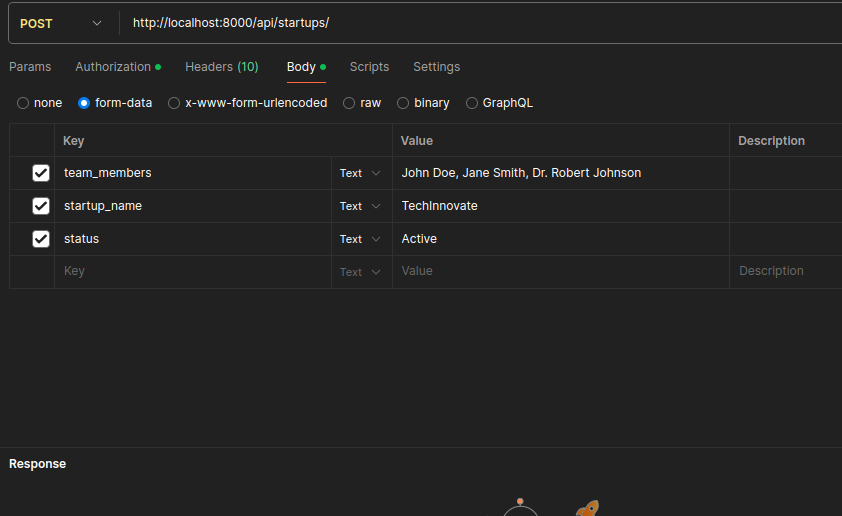 POST http://localhost:8000/api/startups/
Params Authorization Headers (10) Body Scripts Settings
none form-data x-www-form-urlencoded raw binary GraphQL
Key Value Description
team_members Text John Doe, Jane Smith, Dr. Robert Johnson
startup_name Text TechInnovate
status Text Active
Key Text Value Description
Response